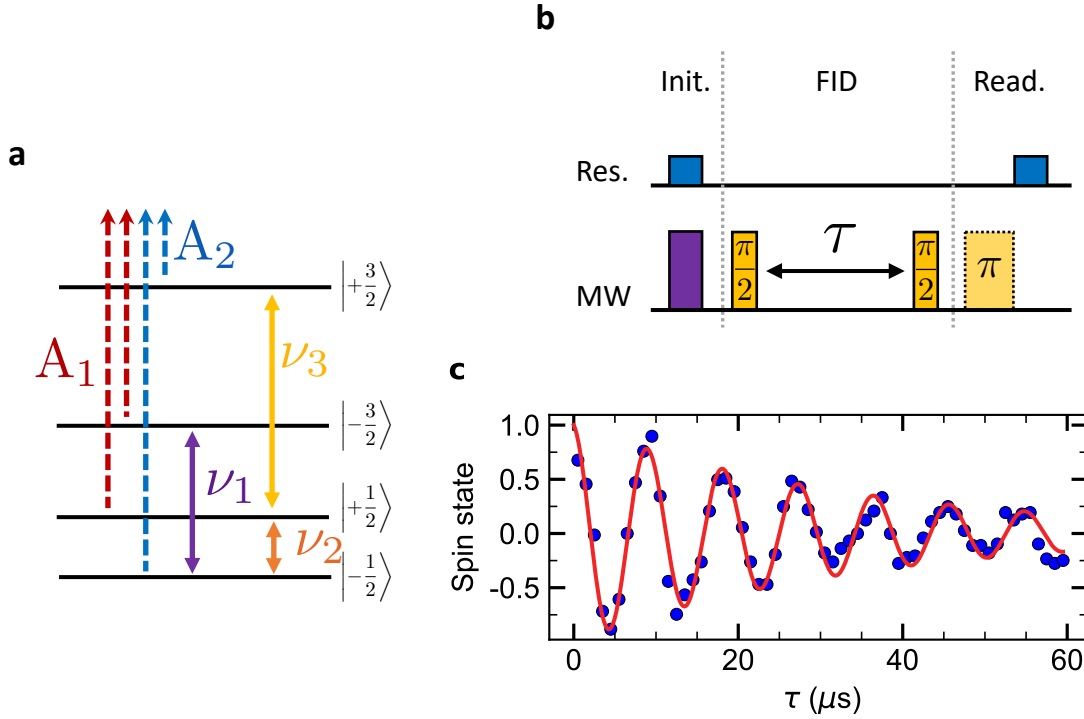 a
A₁
A₂
|+3/2⟩
ν₃
|-3/2⟩
ν₁
|+1/2⟩
ν₂
|-1/2⟩
b
Init. FID Read.
Res.
MW
π/2
τ
π/2
π
c
Spin state
1.0
0.5
0.0
-0.5
0 20 40 60
τ (μs)